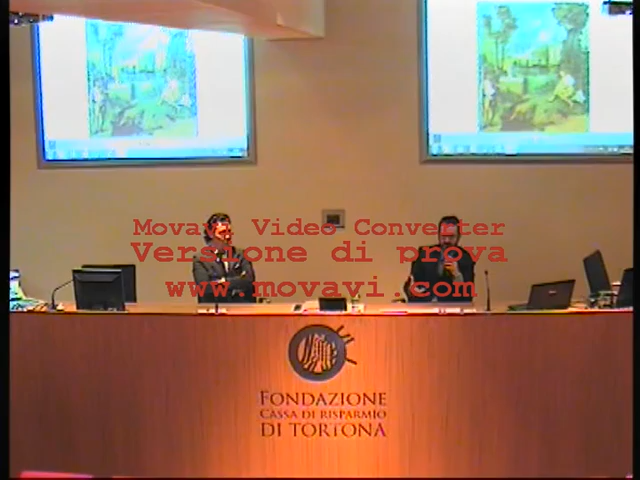 Movavi Video Converter
Versione di prova
www.movavi.com
FONDAZIONE
CASSA DI RISPARMIO
DI TORTONA